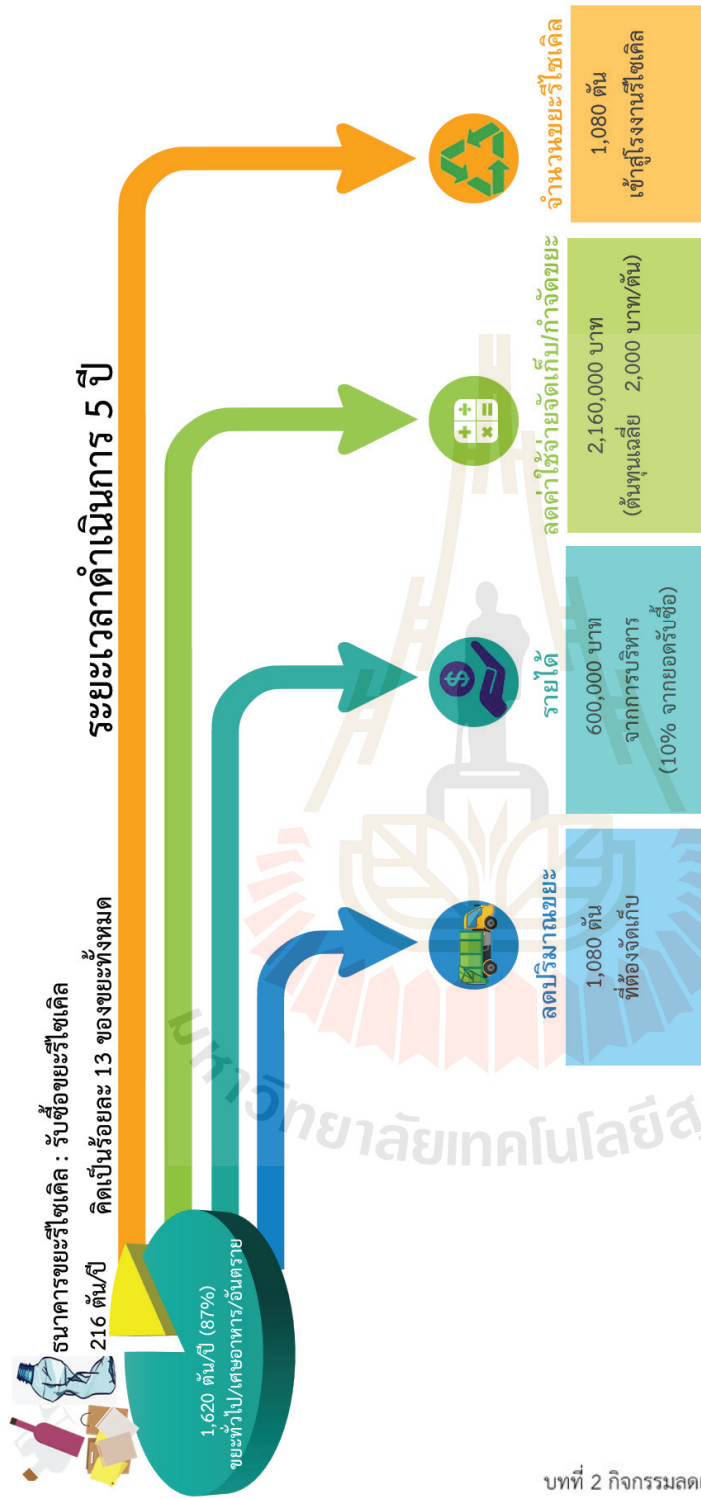 ธนาคารขยะรีไซเคิล : รับซื้อขยะรีไซเคิล
216 ตัน/ปี คิดเป็นร้อยละ 13 ของขยะทั้งหมด
ระยะเวลาดำเนินการ 5 ปี
1,620 ตัน/ปี (87%)
ขยะทั่วไป/เศษอาหาร/อันตราย
ลดปริมาณขยะ
1,080 ตัน
ที่ต้องจัดเก็บ
รายได้
600,000 บาท
จากการบริหาร
(10% จากยอดรับซื้อ)
ลดค่าใช้จ่ายจัดเก็บ/กำจัดขยะ
2,160,000 บาท
(ต้นทุนเฉลี่ย 2,000 บาท/ตัน)
จำนวนขยะรีไซเคิล
1,080 ตัน
เข้าสู่โรงงานรีไซเคิล
มหาวิทยาลัยเทคโนโลยีส
บทที่ 2 กิจกรรมลด